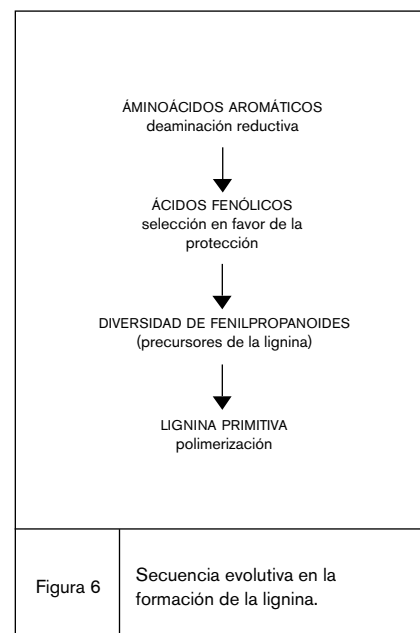 ÁMINOÁCIDOS AROMÁTICOS
deaminación reductiva
ÁCIDOS FENÓLICOS
selección en favor de la
protección
DIVERSIDAD DE FENILPROPANOIDES
(precursores de la lignina)
LIGNINA PRIMITIVA
polimerización
Figura 6
Secuencia evolutiva en la
formación de la lignina.